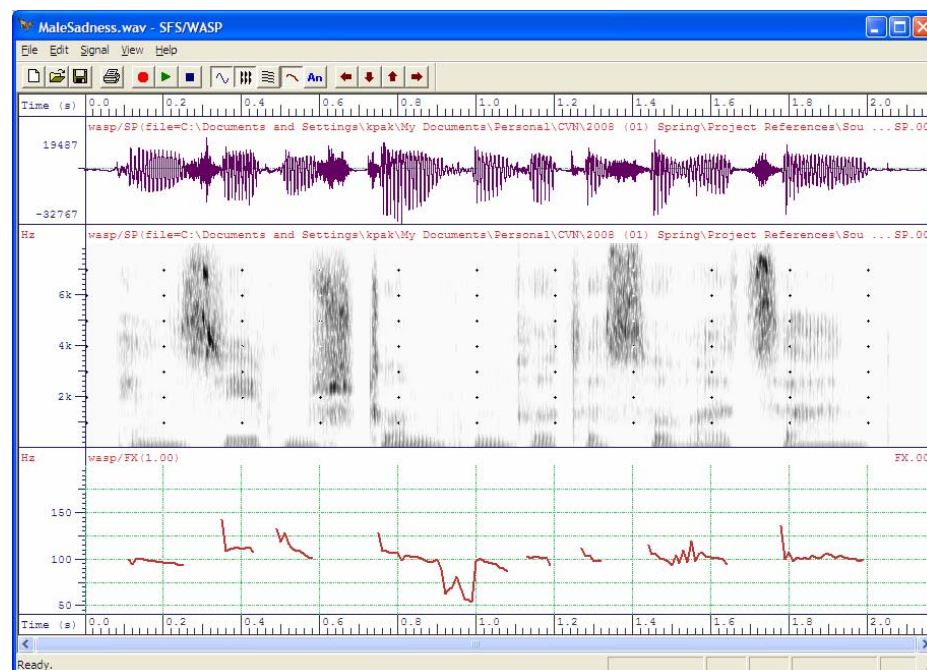 MaleSadness.wav - SFS/WASP
File Edit Signal View Help
An
Time (s) 0.0 0.2 0.4 0.6 0.8 1.0 1.2 1.4 1.6 1.8 2.0
wasp/SP(file=C:\Documents and Settings\kpak\My Documents\Personal\CVN\2008 (01) Spring\Project References\Sou ...SP.00
19487
-32767
Hz wasp/SP(file=C:\Documents and Settings\kpak\My Documents\Personal\CVN\2008 (01) Spring\Project References\Sou ...SP.00
6k
4k
2k
Hz wasp/FX(1.00) FX.00
150
100
50
Time (s) 0.0 0.2 0.4 0.6 0.8 1.0 1.2 1.4 1.6 1.8 2.0
Ready.